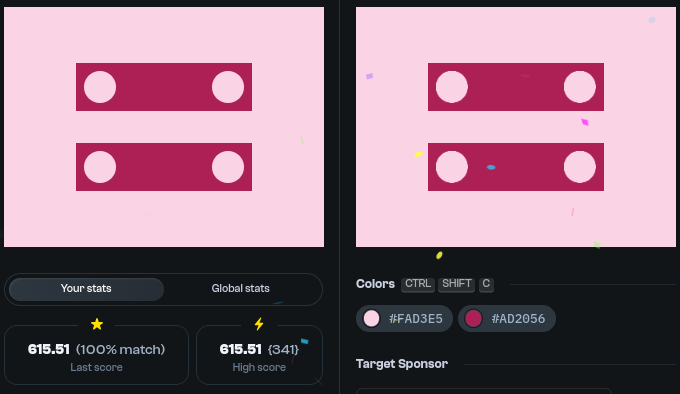 Your stats
Global stats
615.51 (100% match)
Last score
615.51 {341}
High score
Colors CTRL SHIFT C
#FAD3E5 #AD2056
Target Sponsor